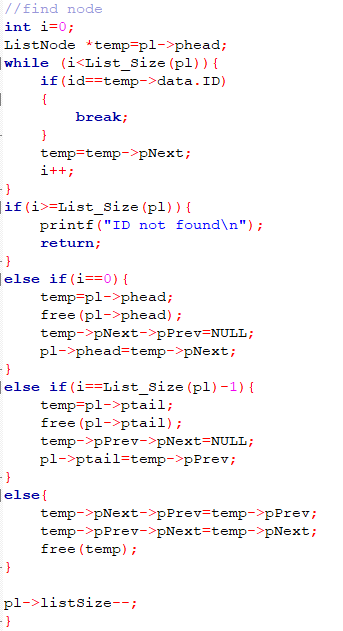 //find node
int i=0;
ListNode *temp=pl->phead;
while (i<List_Size(pl)){
if(id==temp->data.ID)
{
break;
}
temp=temp->pNext;
i++;
}
if(i>=List_Size(pl)){
printf("ID not found\n");
return;
}
else if(i==0){
temp=pl->phead;
free(pl->phead);
temp->pNext->pPrev=NULL;
pl->phead=temp->pNext;
}
else if(i==List_Size(pl)-1){
temp=pl->ptail;
free(pl->ptail);
temp->pPrev->pNext=NULL;
pl->ptail=temp->pPrev;
}
else{
temp->pNext->pPrev=temp->pPrev;
temp->pPrev->pNext=temp->pNext;
free(temp);
}
pl->listSize--;
}